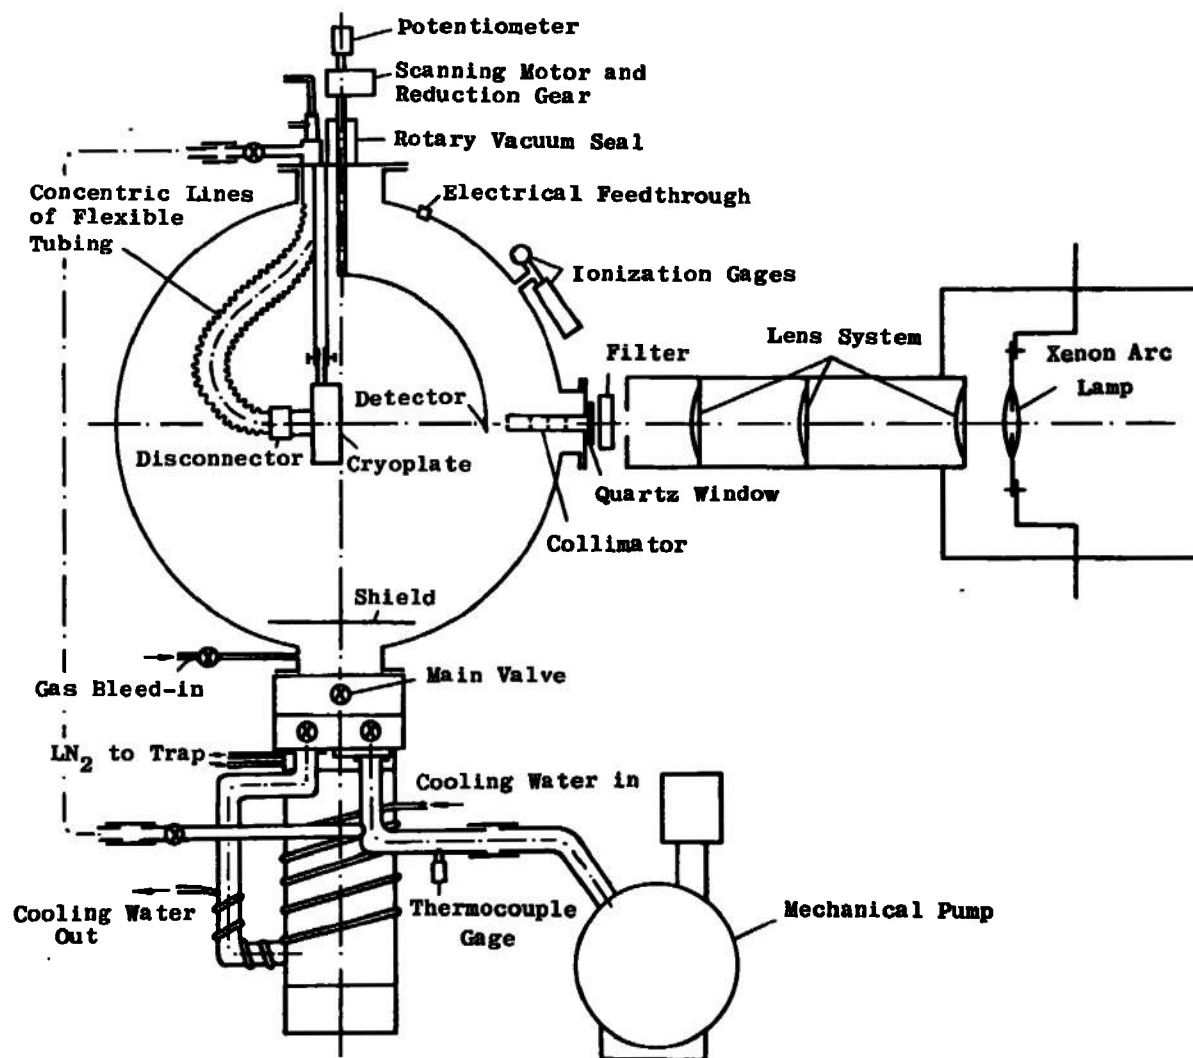 Potentiometer
Scanning Motor and
Reduction Gear
Rotary Vacuum Seal
Concentric Lines
of Flexible
Tubing
Electrical Feedthrough
Ionization Gages
Lens System
Filter
Xenon Arc
Lamp
Detector
Disconnector
Cryoplate
Quartz Window
Collimator
Shield
Gas Bleed-in
Main Valve
LN2 to Trap
Cooling Water in
Cooling Water
Out
Thermocouple
Gage
Mechanical Pump